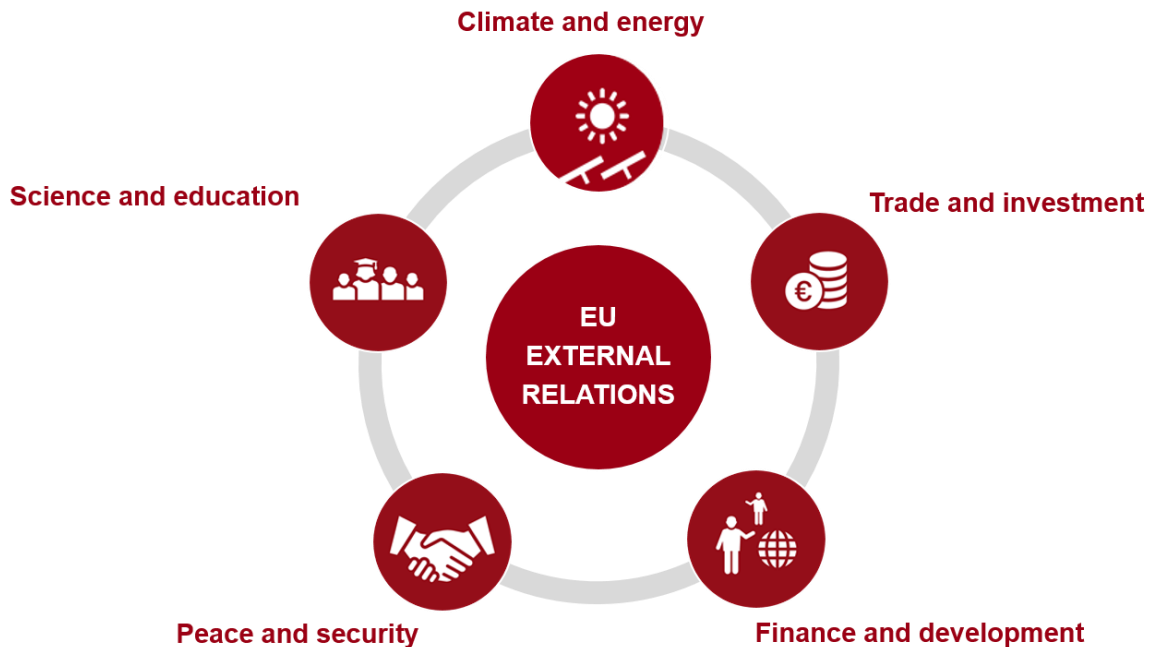 Climate and energy
Science and education
Trade and investment
€
EU
EXTERNAL
RELATIONS
Peace and security
Finance and development